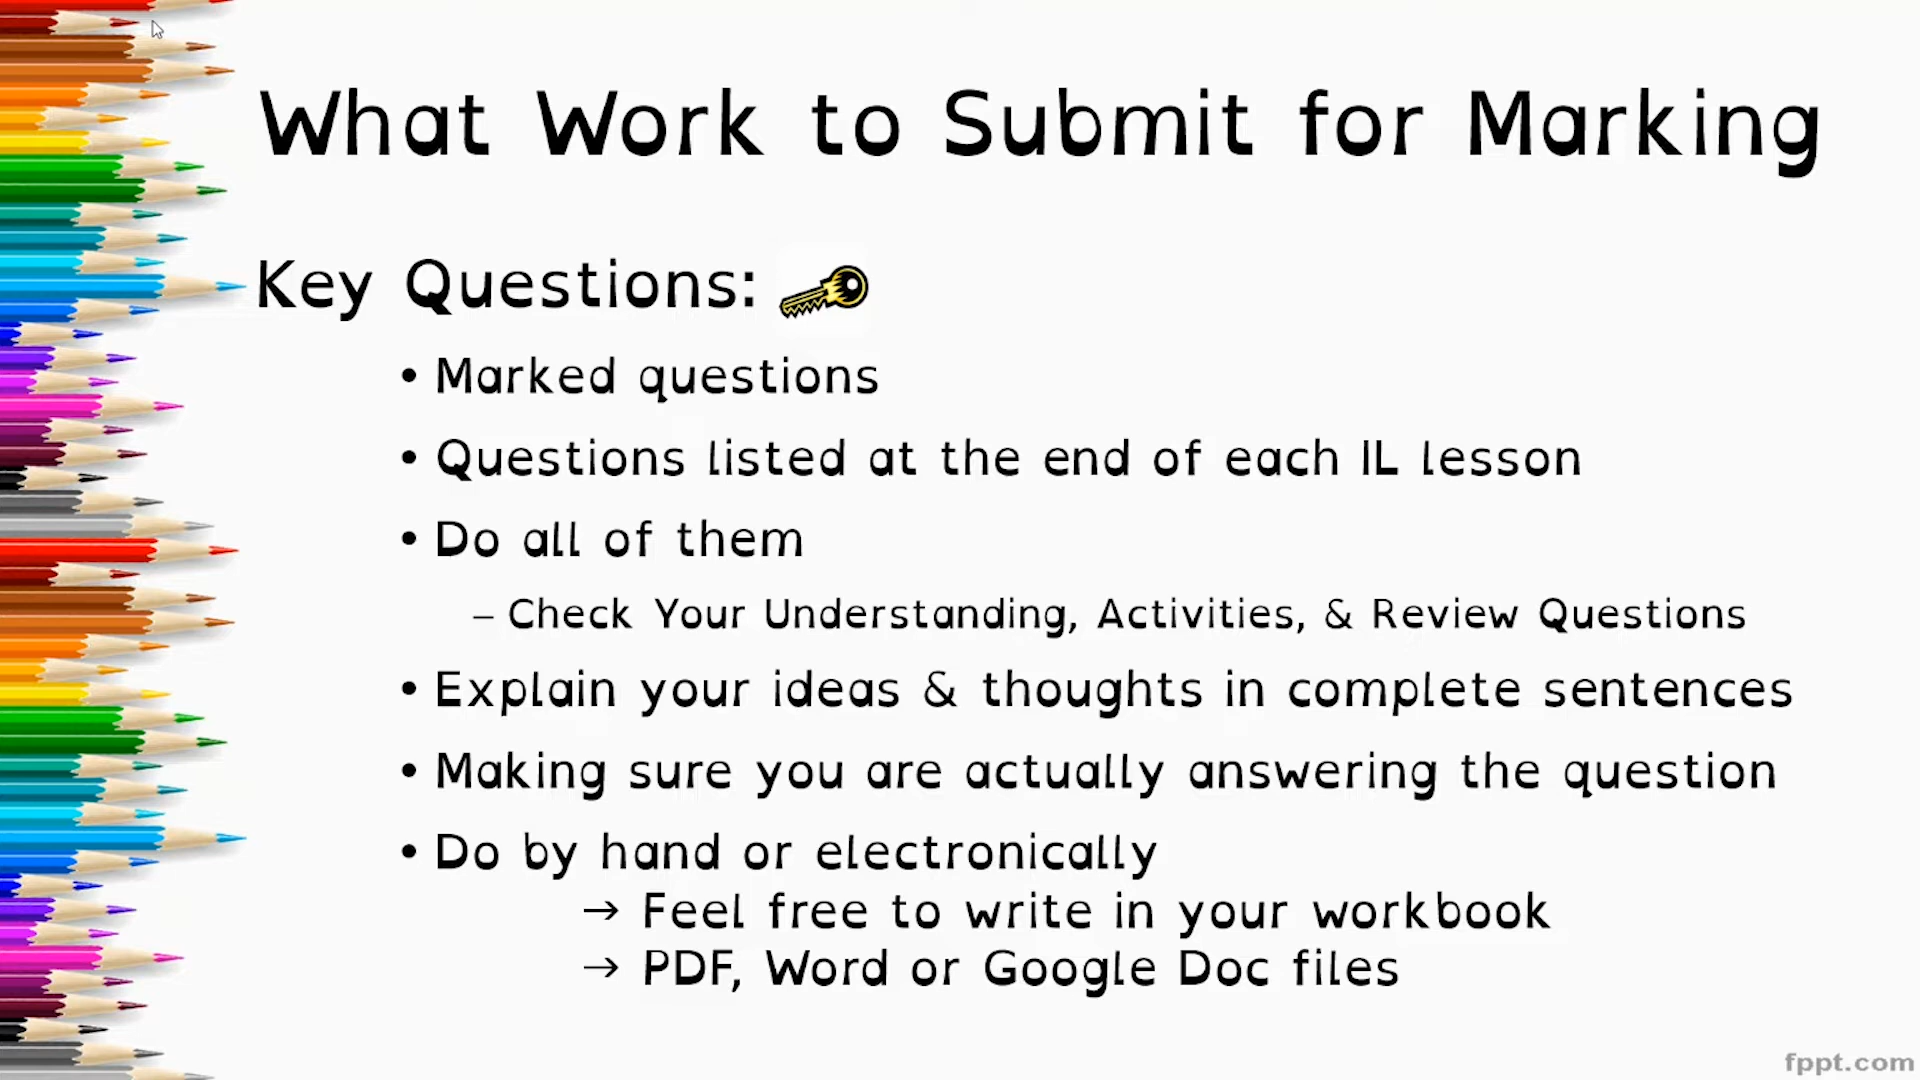 What Work to Submit for Marking
Key Questions:
• Marked questions
• Questions listed at the end of each IL lesson
• Do all of them
– Check Your Understanding, Activities, & Review Questions
• Explain your ideas & thoughts in complete sentences
• Making sure you are actually answering the question
• Do by hand or electronically
→ Feel free to write in your workbook
→ PDF, Word or Google Doc files
fppt.com